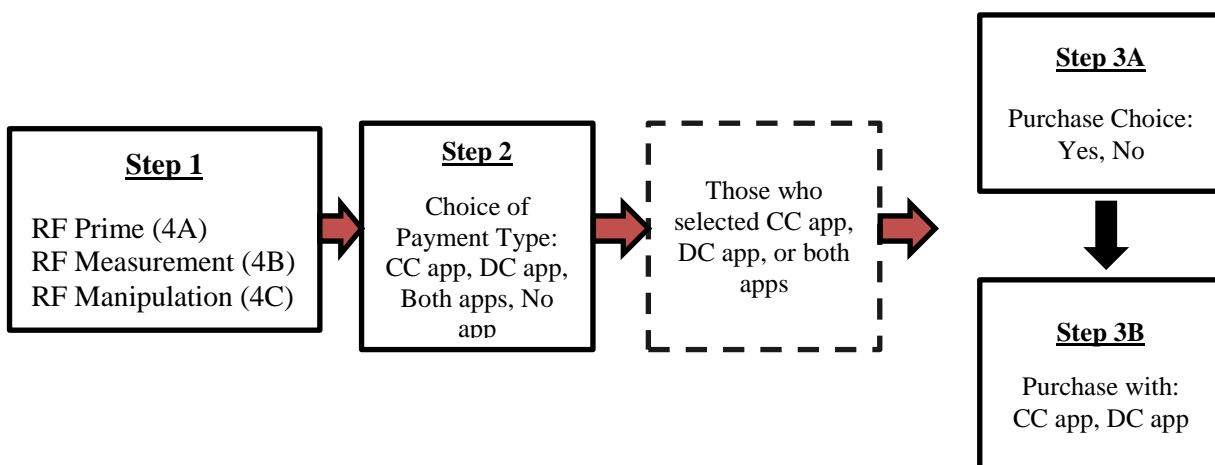 Step 1
RF Prime (4A)
RF Measurement (4B)
RF Manipulation (4C)
Step 2
Choice of
Payment Type:
CC app, DC app,
Both apps, No
app
Those who
selected CC app,
DC app, or both
apps
Step 3A
Purchase Choice:
Yes, No
Step 3B
Purchase with:
CC app, DC app